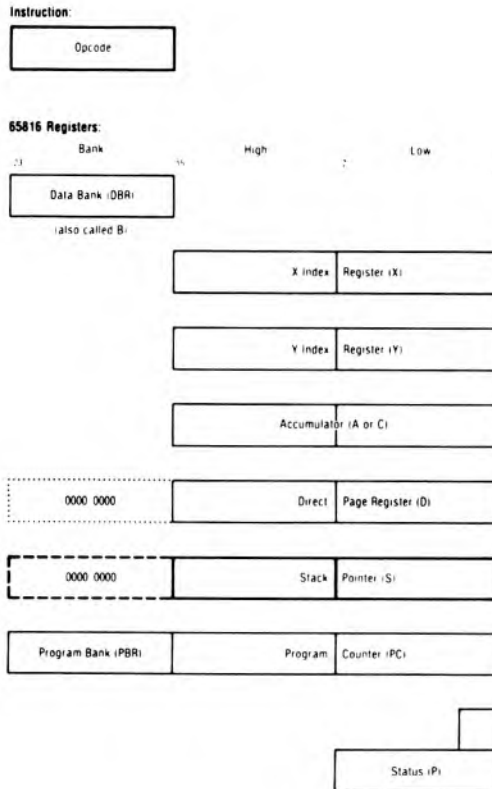 Instruction:
Opcode
65816 Registers:
Bank High Low
Data Bank (DBR)
(also called B)
X Index Register (X)
Y Index Register (Y)
Accumulator (A or C)
0000 0000 Direct Page Register (D)
0000 0000 Stack Pointer (S)
Program Bank (PBR) Program Counter (PC)
Status (P)